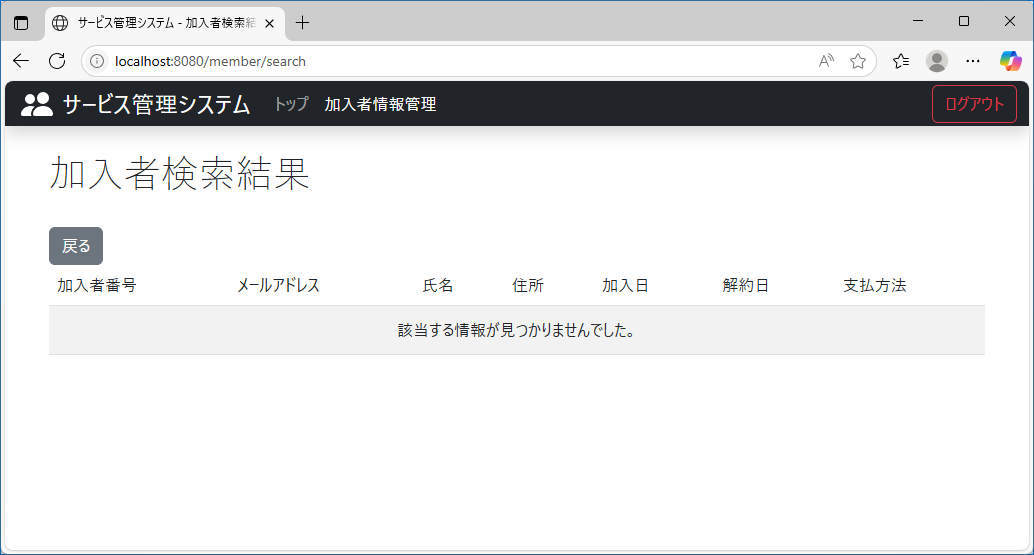 サービス管理システム - 加入者検索結
localhost:8080/member/search
サービス管理システム トップ 加入者情報管理 ログアウト
加入者検索結果
戻る
加入者番号 メールアドレス 氏名 住所 加入日 解約日 支払方法
該当する情報が見つかりませんでした。